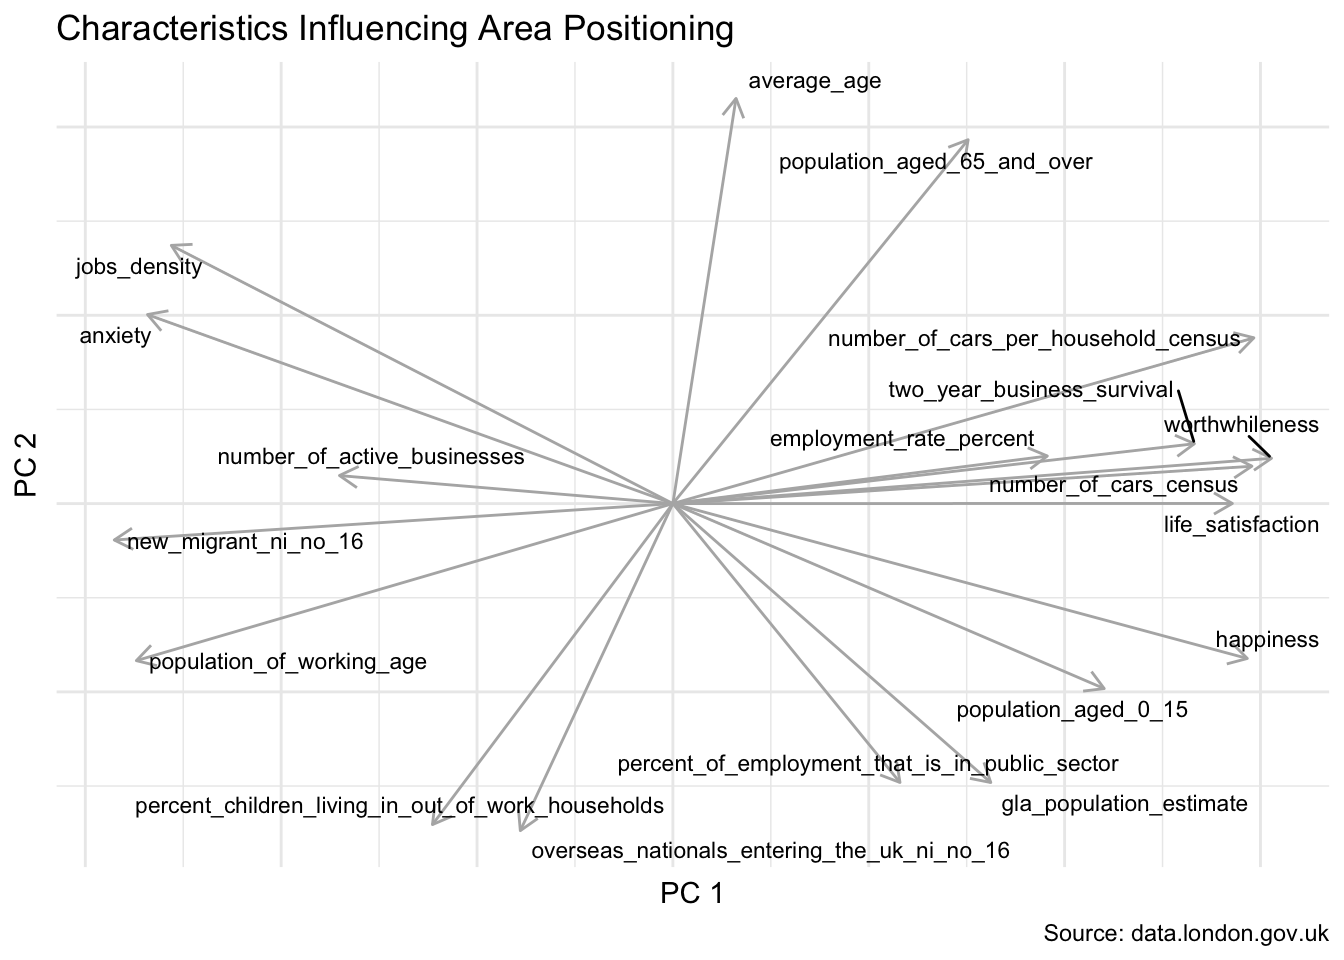 Characteristics Influencing Area Positioning
average_age
population_aged_65_and_over
jobs_density
anxiety
number_of_cars_per_household_census
two_year_business_survival
worthwhileness
employment_rate_percent
number_of_active_businesses
number_of_cars_census
life_satisfaction
new_migrant_ni_no_16
happiness
population_of_working_age
population_aged_0_15
percent_of_employment_that_is_in_public_sector
percent_children_living_in_out_of_work_households
gla_population_estimate
overseas_nationals_entering_the_uk_ni_no_16
PC 2
PC 1
Source: data.london.gov.uk